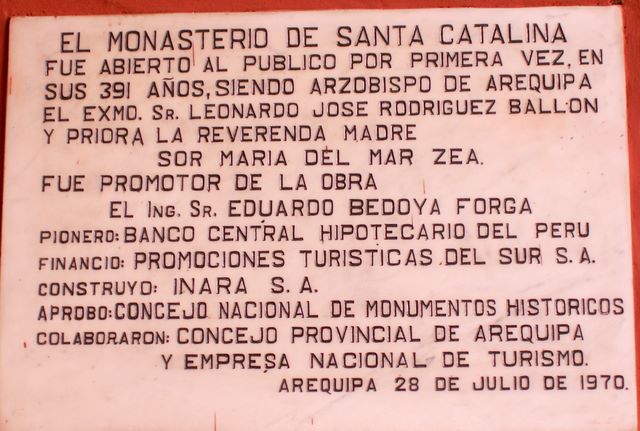 EL MONASTERIO DE SANTA CATALINA
FUE ABIERTO AL PUBLICO POR PRIMERA VEZ, EN
SUS 391 AÑOS, SIENDO ARZOBISPO DE AREQUIPA
EL EXMO. SR. LEONARDO JOSE RODRIGUEZ BALLON
Y PRIORA LA REVERENDA MADRE
SOR MARIA DEL MAR ZEA.
FUE PROMOTOR DE LA OBRA
EL ING. SR. EDUARDO BEDOYA FORGA
PIONERO: BANCO CENTRAL HIPOTECARIO DEL PERU
FINANCIO: PROMOCIONES TURISTICAS DEL SUR S.A.
CONSTRUYO: INARA S.A.
APROBO: CONCEJO NACIONAL DE MONUMENTOS HISTORICOS
COLABORARON: CONCEJO PROVINCIAL DE AREQUIPA
Y EMPRESA NACIONAL DE TURISMO.
AREQUIPA 28 DE JULIO DE 1970.